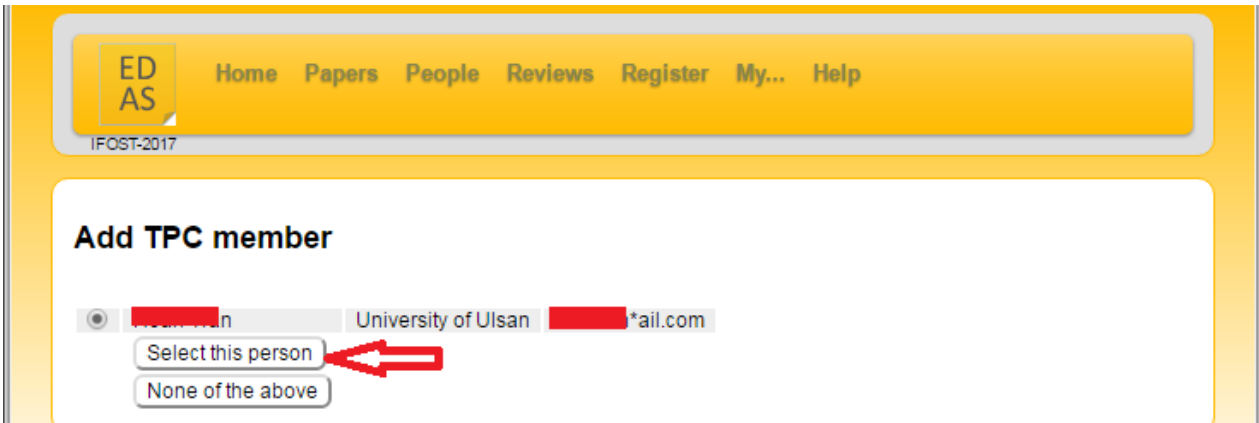 ED
AS
Home Papers People Reviews Register My... Help
IFOST-2017
Add TPC member
University of Ulsan *ail.com
Select this person
None of the above